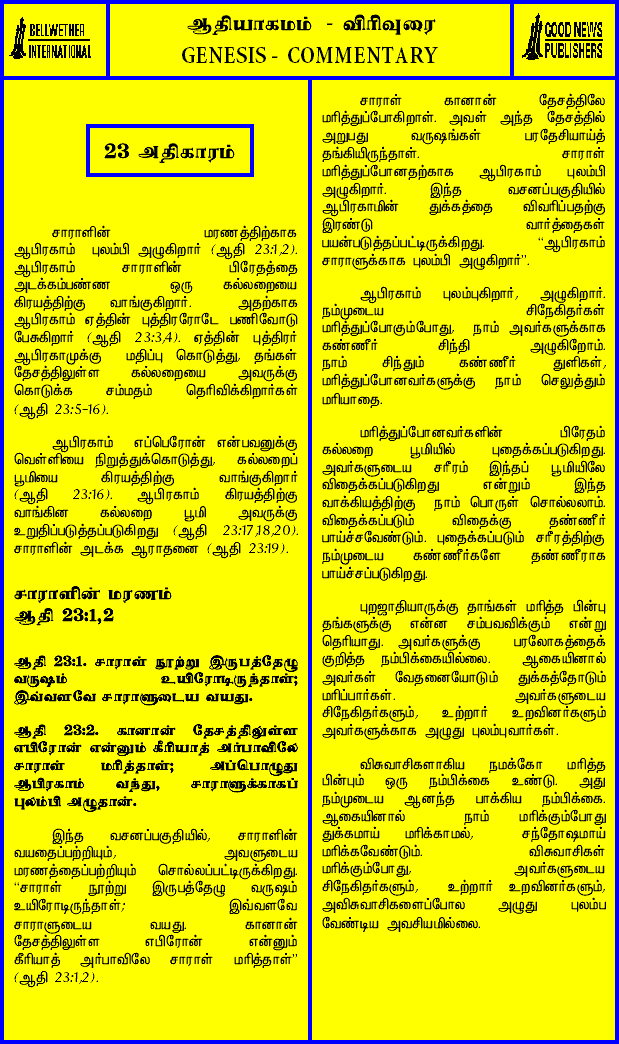 BELLWETHER
INTERNATIONAL
ஆதியாகமம் - விரிவுரை
GENESIS - COMMENTARY
GOOD NEWS
PUBLISHERS
23 அதிகாரம்
சாராளின் மரணத்திற்காக
ஆபிரகாம் புலம்பி அழுகிறார் (ஆதி 23:1,2).
ஆபிரகாம் சாராளின் பிரேதத்தை
அடக்கம்பண்ண ஒரு கல்லறையை
கிரயத்திற்கு வாங்குகிறார். அதற்காக
ஆபிரகாம் ஏத்தின் புத்திரரோடே பணிவோடு
பேசுகிறார் (ஆதி 23:3,4). ஏத்தின் புத்திரர்
ஆபிரகாமுக்கு மதிப்பு கொடுத்து, தங்கள்
தேசத்திலுள்ள கல்லறையை அவருக்கு
கொடுக்க சம்மதம் தெரிவிக்கிறார்கள்
(ஆதி 23:5-16).
ஆபிரகாம் எப்பெரோன் என்பவனுக்கு
வெள்ளியை நிறுத்துக்கொடுத்து, கல்லறைப்
பூமியை கிரயத்திற்கு வாங்குகிறார்
(ஆதி 23:16). ஆபிரகாம் கிரயத்திற்கு
வாங்கின கல்லறை பூமி அவருக்கு
உறுதிப்படுத்தப்படுகிறது (ஆதி 23:17,18,20).
சாராளின் அடக்க ஆராதனை (ஆதி 23:19).
சாராளின் மரணம்
ஆதி 23:1,2
ஆதி 23:1. சாராள் நூற்று இருபத்தேழு
வருஷம் உயிரோடிருந்தாள்;
இவ்வளவே சாராளுடைய வயது.
ஆதி 23:2. கானான் தேசத்திலுள்ள
எபிரோன் என்னும் கீரியாத் அர்பாவிலே
சாராள் மரித்தாள்; அப்பொழுது
ஆபிரகாம் வந்து, சாராளுக்காகப்
புலம்பி அழுதான்.
இந்த வசனப்பகுதியில், சாராளின்
வயதைப்பற்றியும், அவளுடைய
மரணத்தைப்பற்றியும் சொல்லப்பட்டிருக்கிறது.
“சாராள் நூற்று இருபத்தேழு வருஷம்
உயிரோடிருந்தாள்; இவ்வளவே
சாராளுடைய வயது. கானான்
தேசத்திலுள்ள எபிரோன் என்னும்
கீரியாத் அர்பாவிலே சாராள் மரித்தாள்”
(ஆதி 23:1,2).
சாராள் கானான் தேசத்திலே
மரித்துப்போகிறாள். அவள் அந்த தேசத்தில்
அறுபது வருஷங்கள் பரதேசியாய்த்
தங்கியிருந்தாள். சாராள்
மரித்துப்போனதற்காக ஆபிரகாம் புலம்பி
அழுகிறார். இந்த வசனப்பகுதியில்
ஆபிரகாமின் துக்கத்தை விவரிப்பதற்கு
இரண்டு வார்த்தைகள்
பயன்படுத்தப்பட்டிருக்கிறது. “ஆபிரகாம்
சாராளுக்காக புலம்பி அழுகிறார்”.
ஆபிரகாம் புலம்புகிறார், அழுகிறார்.
நம்முடைய சிநேகிதர்கள்
மரித்துப்போகும்போது, நாம் அவர்களுக்காக
கண்ணீர் சிந்தி அழுகிறோம்.
நாம் சிந்தும் கண்ணீர் துளிகள்,
மரித்துப்போனவர்களுக்கு நாம் செலுத்தும்
மரியாதை.
மரித்துப்போனவர்களின் பிரேதம்
கல்லறை பூமியில் புதைக்கப்படுகிறது.
அவர்களுடைய சரீரம் இந்தப் பூமியிலே
விதைக்கப்படுகிறது என்றும் இந்த
வாக்கியத்திற்கு நாம் பொருள் சொல்லலாம்.
விதைக்கப்படும் விதைக்கு தண்ணீர்
பாய்ச்சவேண்டும். புதைக்கப்படும் சரீரத்திற்கு
நம்முடைய கண்ணீர்களே தண்ணீராக
பாய்ச்சப்படுகிறது.
புறஜாதியாருக்கு தாங்கள் மரித்த பின்பு
தங்களுக்கு என்ன சம்பவவிக்கும் என்று
தெரியாது. அவர்களுக்கு பரலோகத்தைக்
குறித்த நம்பிக்கையில்லை. ஆகையினால்
அவர்கள் வேதனையோடும் துக்கத்தோடும்
மரிப்பார்கள். அவர்களுடைய
சிநேகிதர்களும், உற்றார் உறவினர்களும்
அவர்களுக்காக அழுது புலம்புவார்கள்.
விசுவாசிகளாகிய நமக்கோ மரித்த
பின்பும் ஒரு நம்பிக்கை உண்டு. அது
நம்முடைய ஆனந்த பாக்கிய நம்பிக்கை.
ஆகையினால் நாம் மரிக்கும்போது
துக்கமாய் மரிக்காமல், சந்தோஷமாய்
மரிக்கவேண்டும். விசுவாசிகள்
மரிக்கும்போது, அவர்களுடைய
சிநேகிதர்களும், உற்றார் உறவினர்களும்,
அவிசுவாசிகளைப்போல அழுது புலம்ப
வேண்டிய அவசியமில்லை.